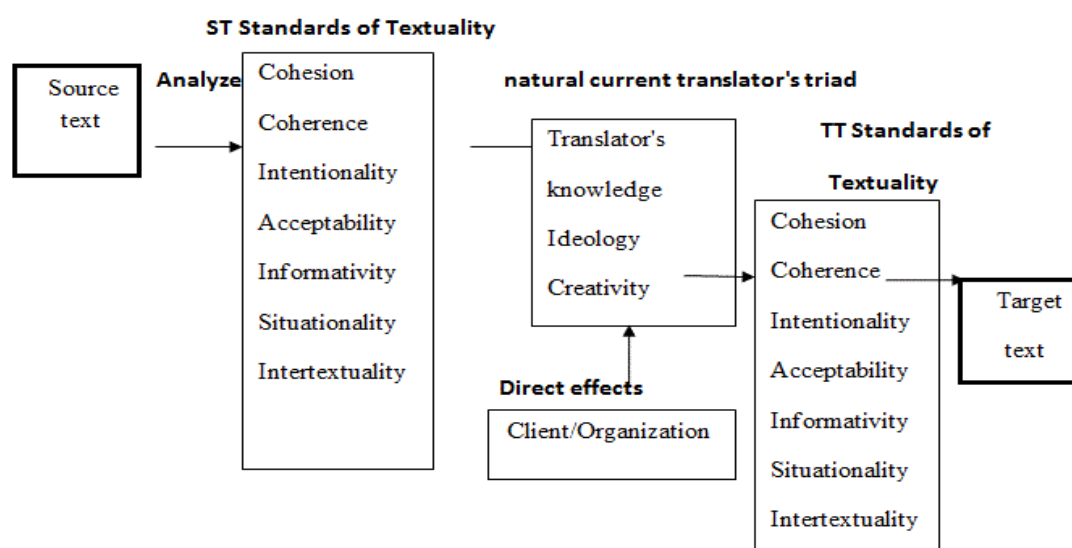 ST Standards of Textuality
Source
text
Analyze
Cohesion
Coherence
Intentionality
Acceptability
Informativity
Situationality
Intertextuality
natural current translator's triad
Translator's
knowledge
Ideology
Creativity
Direct effects
Client/Organization
TT Standards of
Textuality
Cohesion
Coherence
Intentionality
Acceptability
Informativity
Situationality
Intertextuality
Target
text